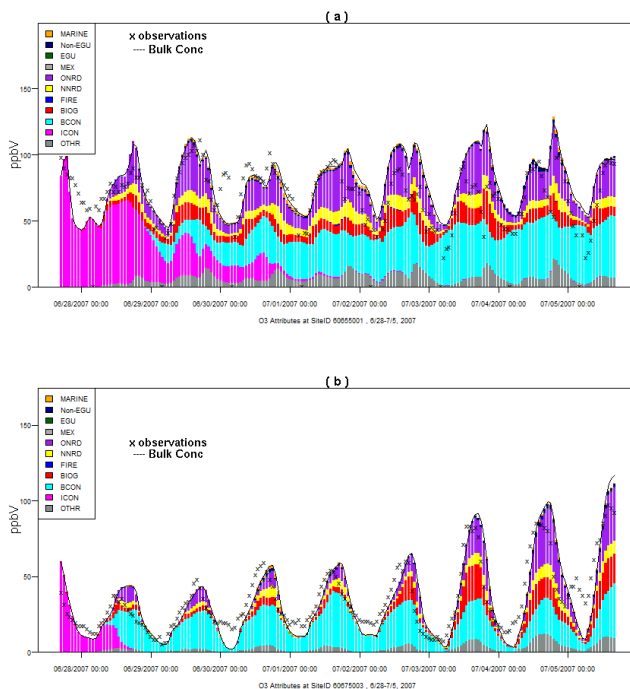 ( a )
MARINE
Non-EGU
EGU
MEX
ONRD
NNRD
FIRE
BIOG
BCON
ICON
OTHR
x observations
---- Bulk Conc
ppbV
150
100
50
0
06/28/2007 00:00 06/29/2007 00:00 06/30/2007 00:00 07/01/2007 00:00 07/02/2007 00:00 07/03/2007 00:00 07/04/2007 00:00 07/05/2007 00:00
O3 Attributes at SiteID 60655001 , 6/28-7/5, 2007
( b )
MARINE
Non-EGU
EGU
MEX
ONRD
NNRD
FIRE
BIOG
BCON
ICON
OTHR
x observations
---- Bulk Conc
ppbV
150
100
50
0
06/28/2007 00:00 06/29/2007 00:00 06/30/2007 00:00 07/01/2007 00:00 07/02/2007 00:00 07/03/2007 00:00 07/04/2007 00:00 07/05/2007 00:00
O3 Attributes at SiteID 60675003 , 6/28-7/5, 2007